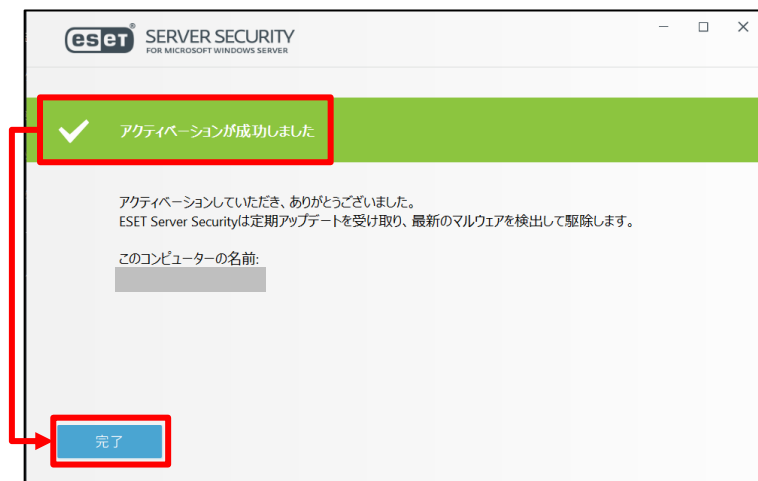 eset® SERVER SECURITY
FOR MICROSOFT WINDOWS SERVER
アクティベーションが成功しました
アクティベーションしていただき、ありがとうございました。
ESET Server Securityは定期アップデートを受け取り、最新のマルウェアを検出して駆除します。
このコンピューターの名前:
完了